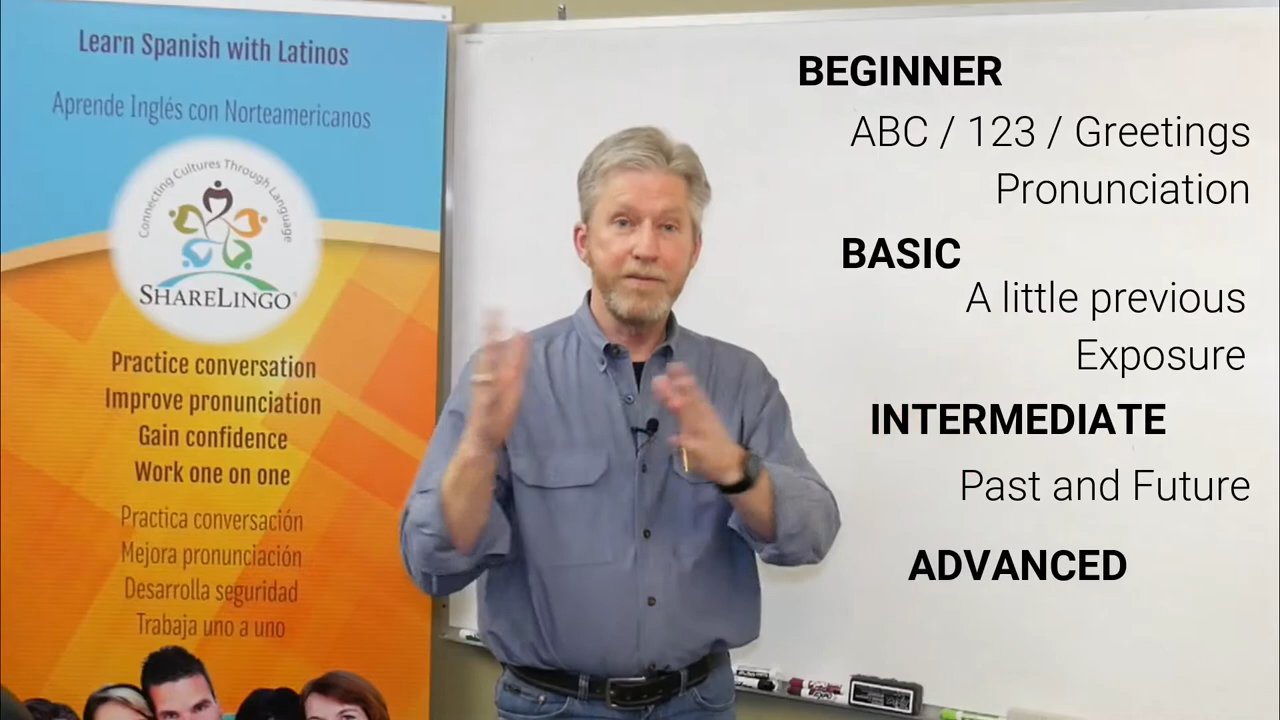 Learn Spanish with Latinos
Aprende Inglés con Norteamericanos
Connecting Cultures Through Language
SHARELINGO®
Practice conversation
Improve pronunciation
Gain confidence
Work one on one
Practica conversación
Mejora pronunciación
Desarrolla seguridad
Trabaja uno a uno
BEGINNER
ABC / 123 / Greetings
Pronunciation
BASIC
A little previous
Exposure
INTERMEDIATE
Past and Future
ADVANCED